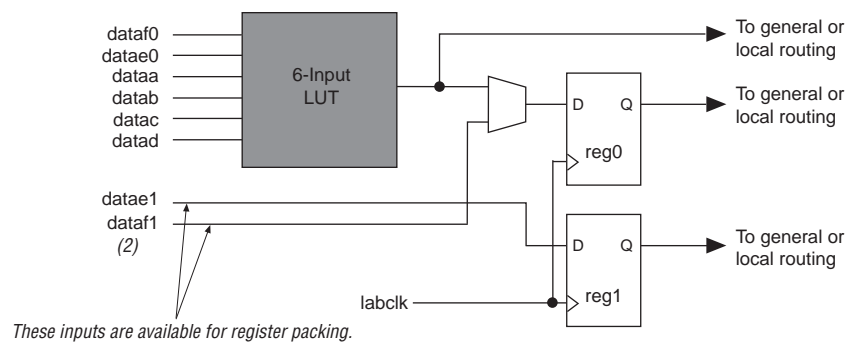 dataf0
datae0
dataa
datab
datac
datad
6-Input
LUT
To general or
local routing
D
Q
reg0
To general or
local routing
datae1
dataf1
(2)
D
Q
reg1
To general or
local routing
labclk
These inputs are available for register packing.